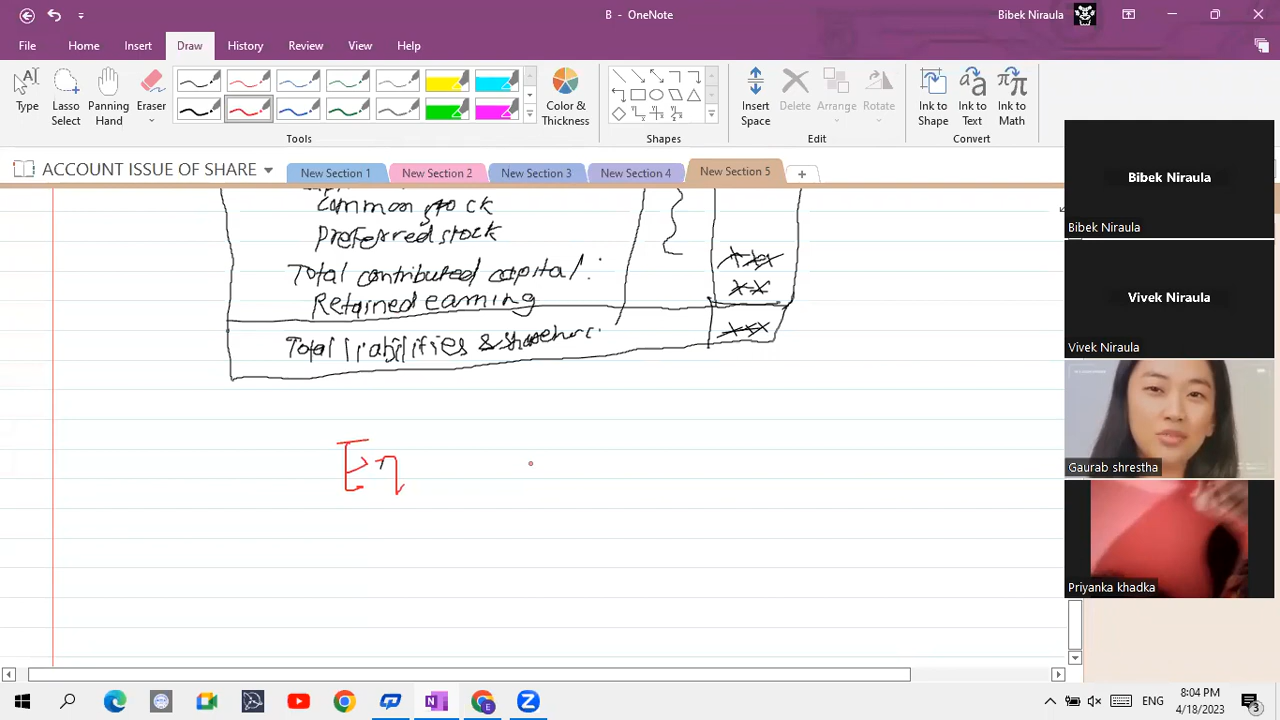 B - OneNote
Bibek Niraula
File Home Insert Draw History Review View Help
Type
Lasso Select
Panning Hand
Eraser
Color & Thickness
Insert Space
Delete
Arrange
Rotate
Ink to Shape
Ink to Text
Ink to Math
Tools
Shapes
Edit
Convert
ACCOUNT ISSUE OF SHARE
New Section 1
New Section 2
New Section 3
New Section 4
New Section 5
Common stock
Preferred stock
Total contributed capital :
Retained earning
Total liabilities &
En
Bibek Niraula
Bibek Niraula
Vivek Niraula
Vivek Niraula
Gaurab shrestha
Priyanka khadka
ENG
8:04 PM
4/18/2023
3